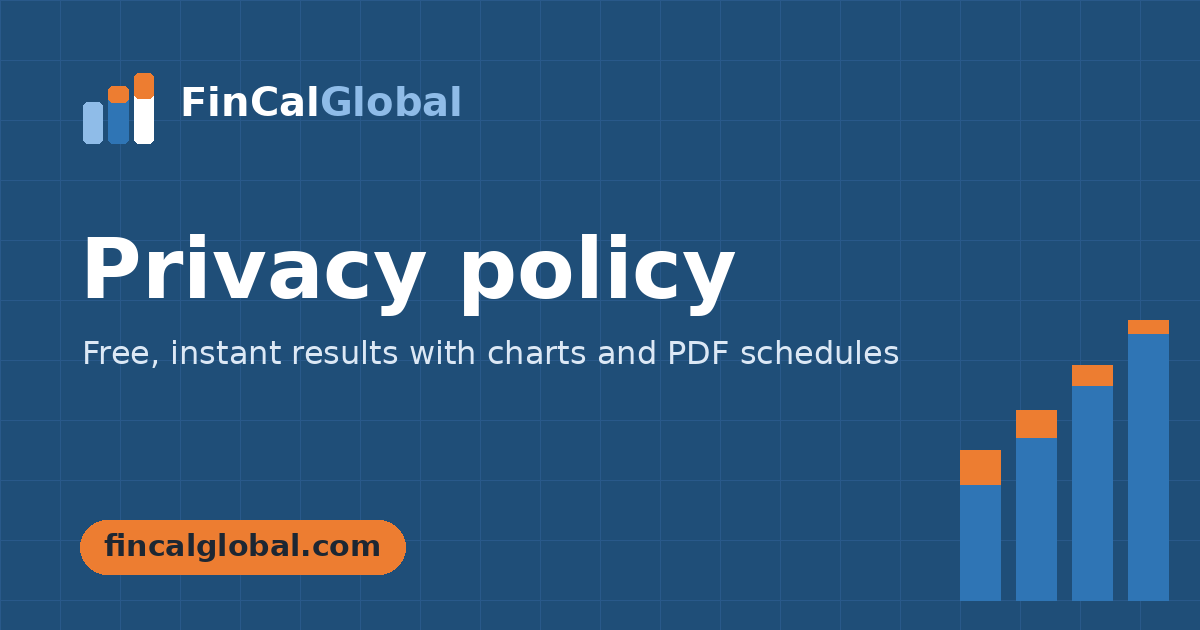 FinCalGlobal
Privacy policy
Free, instant results with charts and PDF schedules
fincalglobal.com